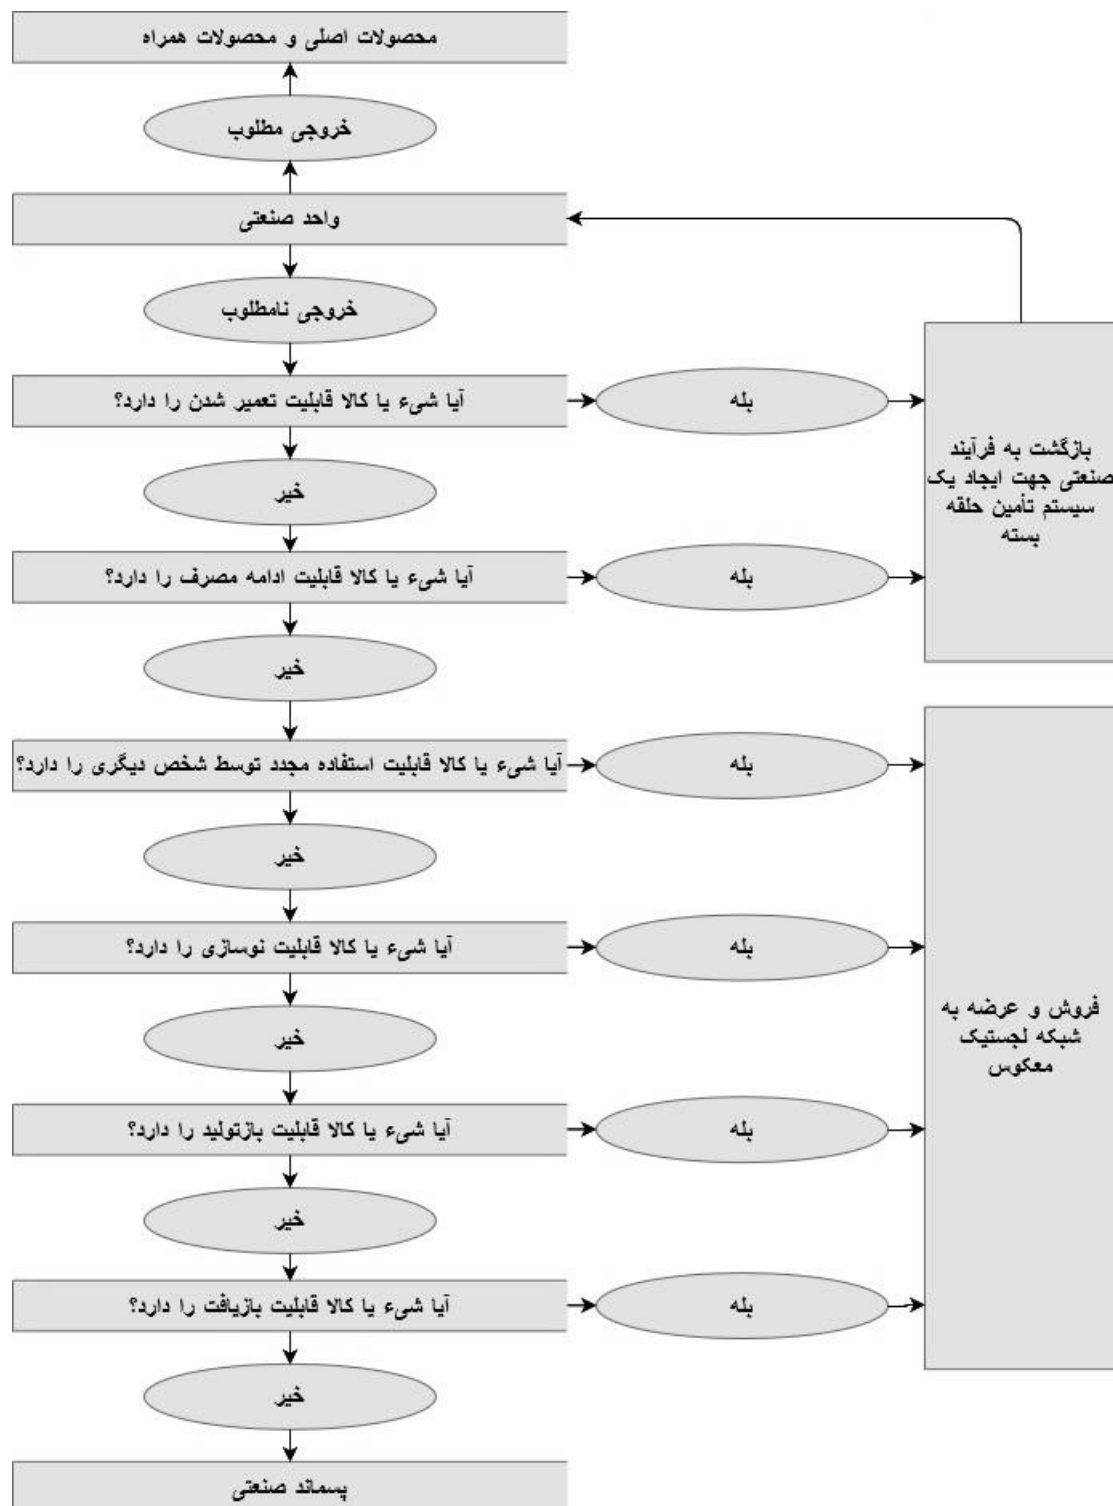 محصولات اصلی و محصولات همراه
خروجی مطلوب
واحد صنعتی
خروجی نامطلوب
آیا شیء یا کالا قابلیت تعمیر شدن را دارد؟
بله
بازگشت به فرآیند
صنعتی جهت ایجاد یک
سیستم تأمین حلقه
بسته
خیر
آیا شیء یا کالا قابلیت ادامه مصرف را دارد؟
بله
خیر
آیا شیء یا کالا قابلیت استفاده مجدد توسط شخص دیگری را دارد؟
بله
خیر
آیا شیء یا کالا قابلیت نوسازی را دارد؟
بله
فروش و عرضه به
شبکه لجستیک
معکوس
خیر
آیا شیء یا کالا قابلیت بازتولید را دارد؟
بله
خیر
آیا شیء یا کالا قابلیت بازیافت را دارد؟
بله
خیر
پسماند صنعتی